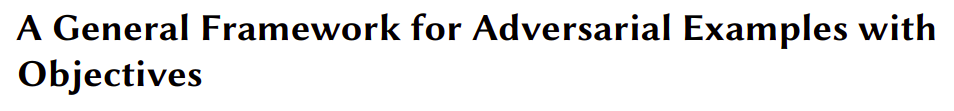 A General Framework for Adversarial Examples with
Objectives